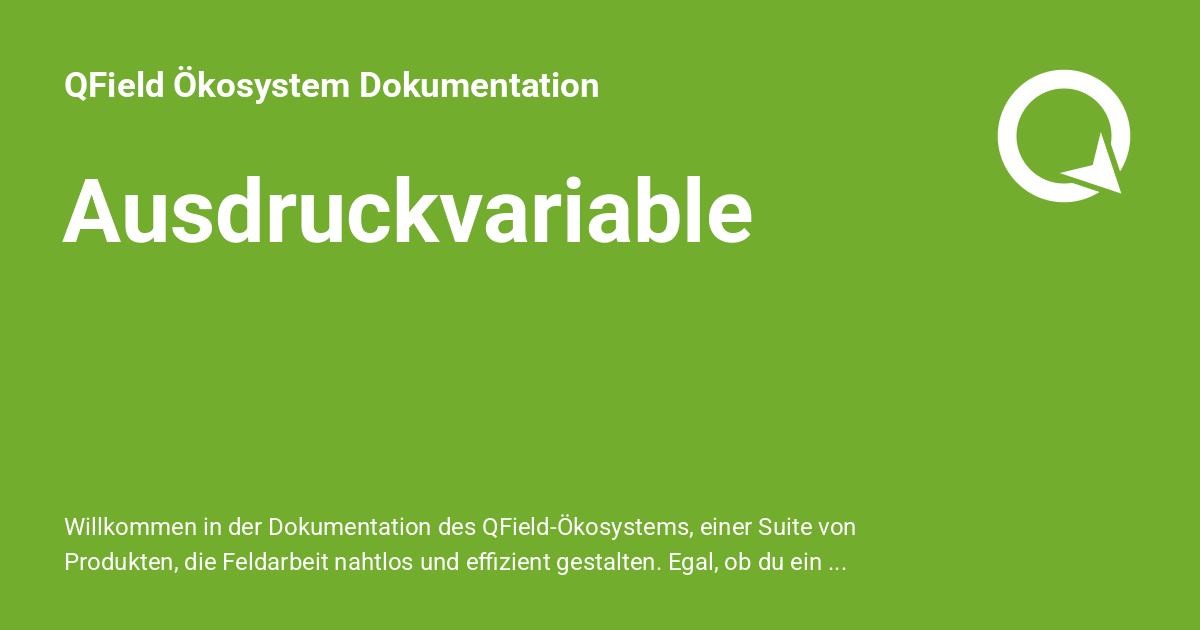 QField Ökosystem Dokumentation
Ausdruckvariable
Willkommen in der Dokumentation des QField-Ökosystems, einer Suite von
Produkten, die Feldarbeit nahtlos und effizient gestalten. Egal, ob du ein ...